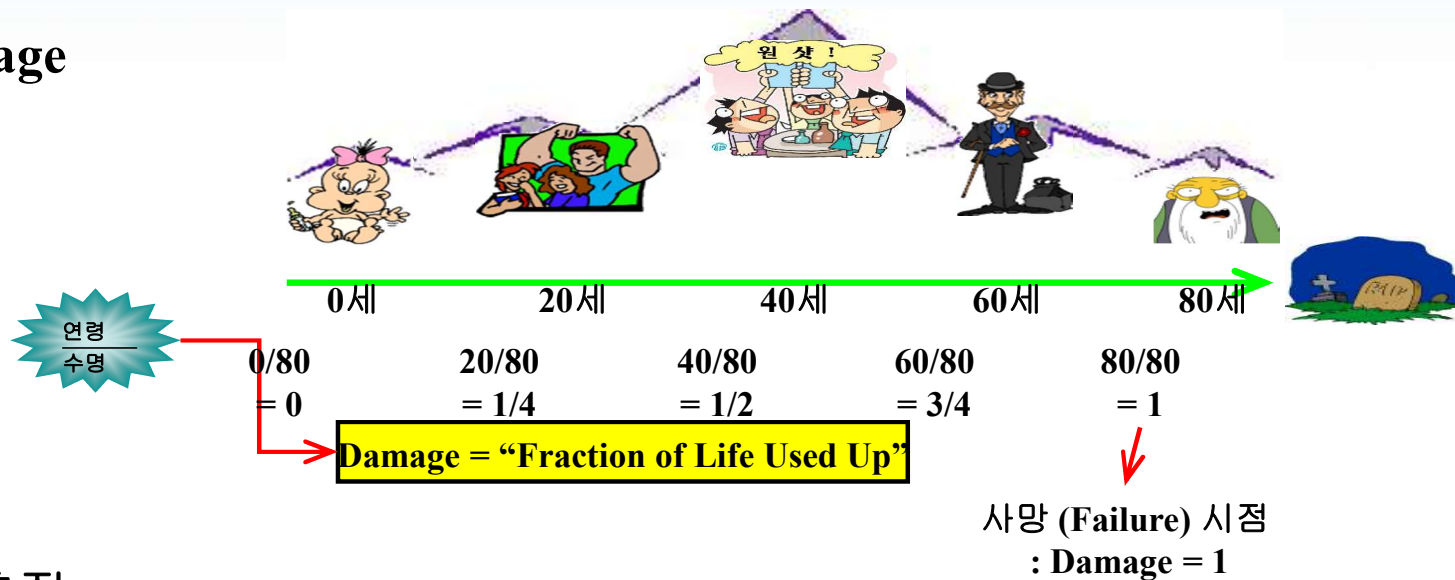 age
원 샷 !
0세 20세 40세 60세 80세
RIP
연령
수명
0/80 20/80 40/80 60/80 80/80
= 0 = 1/4 = 1/2 = 3/4 = 1
Damage = “Fraction of Life Used Up”
사망 (Failure) 시점
: Damage = 1